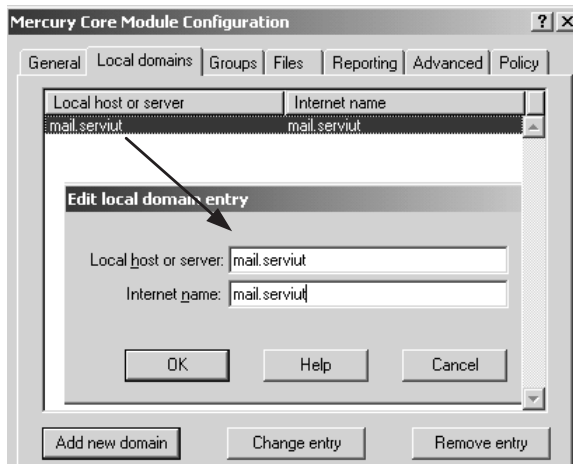 Mercury Core Module Configuration
General Local domains Groups Files Reporting Advanced Policy
Local host or server Internet name
mail.serviut mail.serviut
Edit local domain entry
Local host or server: mail.serviut
Internet name: mail.serviut
OK Help Cancel
Add new domain Change entry Remove entry